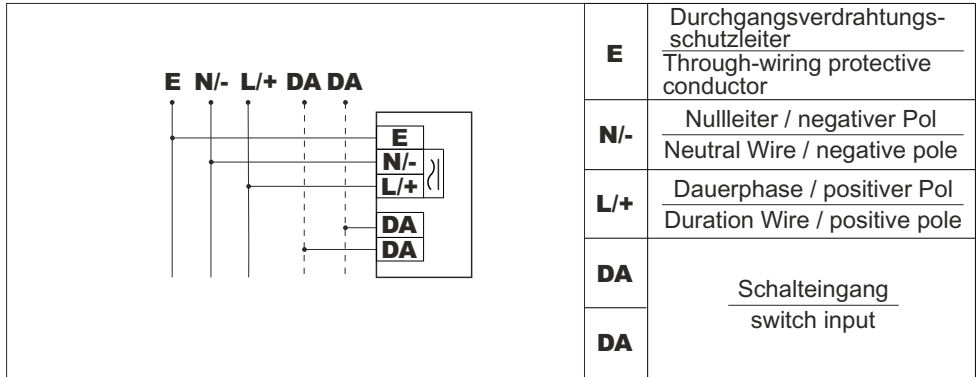 E N/- L/+ DA DA
E
N/-
L/+
DA
DA
E
Durchgangsverdrahtungs-
schutzleiter
Through-wiring protective
conductor
N/-
Nullleiter / negativer Pol
Neutral Wire / negative pole
L/+
Dauerphase / positiver Pol
Duration Wire / positive pole
DA
DA
Schalteingang
switch input